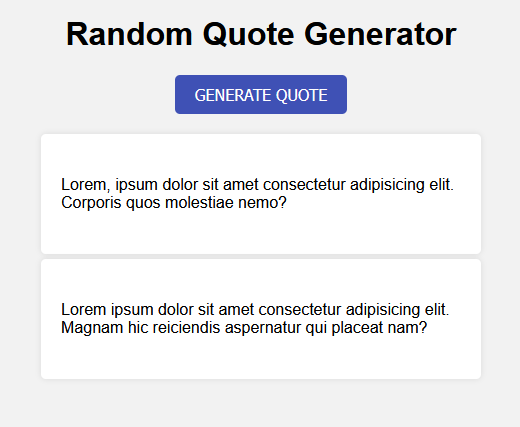 Random Quote Generator
GENERATE QUOTE
Lorem, ipsum dolor sit amet consectetur adipisicing elit.
Corporis quos molestiae nemo?
Lorem ipsum dolor sit amet consectetur adipisicing elit.
Magnam hic reiciendis aspernatur qui placeat nam?